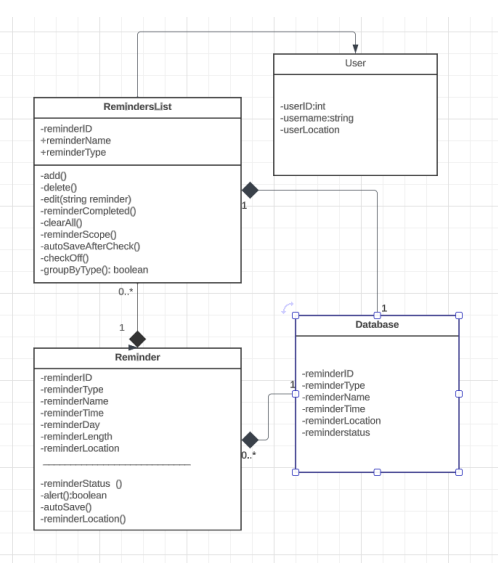 User
-userID:int
-username:string
-userLocation
RemindersList
-reminderID
+reminderName
+reminderType
-add()
-delete()
-edit(string reminder)
-reminderCompleted()
-clearAll()
-reminderScope()
-autoSaveAfterCheck()
-checkOff()
-groupByType(): boolean
1
0..*
1
1
Reminder
-reminderID
-reminderType
-reminderName
-reminderTime
-reminderDay
-reminderLength
-reminderLocation
-reminderStatus ()
-alert():boolean
-autoSave()
-reminderLocation()
Database
-reminderID
-reminderType
-reminderName
-reminderTime
-reminderLocation
-reminderstatus
1
0..*